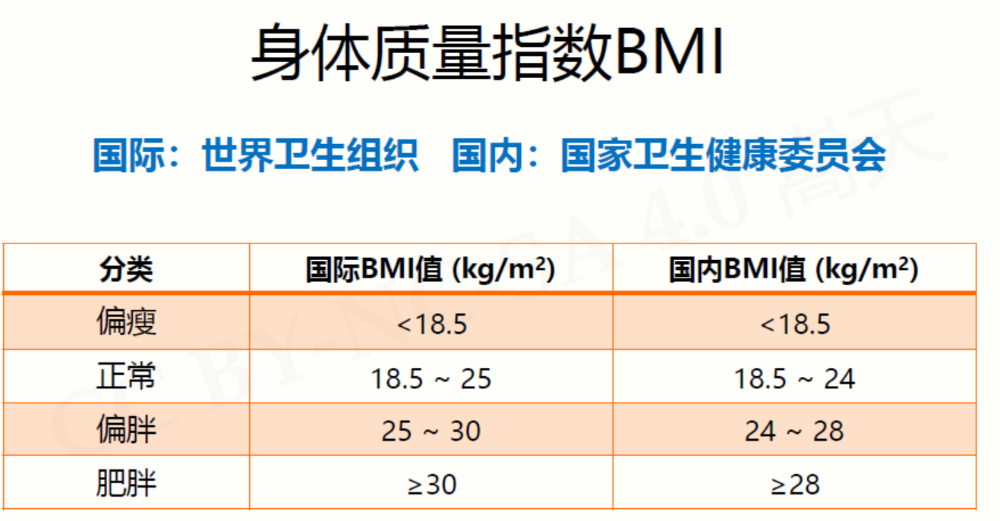 身体质量指数BMI
国际：世界卫生组织 国内：国家卫生健康委员会
分类 国际BMI值 (kg/m²) 国内BMI值 (kg/m²)
偏瘦 <18.5 <18.5
正常 18.5 ~ 25 18.5 ~ 24
偏胖 25 ~ 30 24 ~ 28
肥胖 ≥30 ≥28
CC BY-NC-SA 4.0 嵩天